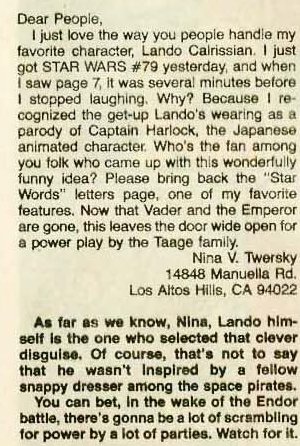 Dear People,
I just love the way you people handle my
favorite character, Lando Calrissian. I just
got STAR WARS #79 yesterday, and when
I saw page 7, it was several minutes before
I stopped laughing. Why? Because I re-
cognized the get-up Lando's wearing as a
parody of Captain Harlock, the Japanese
animated character. Who's the fan among
you folk who came up with this wonderfully
funny idea? Please bring back the "Star
Words" letters page, one of my favorite
features. Now that Vader and the Emperor
are gone, this leaves the door wide open for
a power play by the Taage family.
Nina V. Twersky
14848 Manuella Rd.
Los Altos Hills, CA 94022
As far as we know, Nina, Lando him-
self is the one who selected that clever
disguise. Of course, that's not to say
that he wasn't inspired by a fellow
snappy dresser among the space pirates.
You can bet, in the wake of the Endor
battle, there's gonna be a lot of scrambling
for power by a lot of parties. Watch for it.